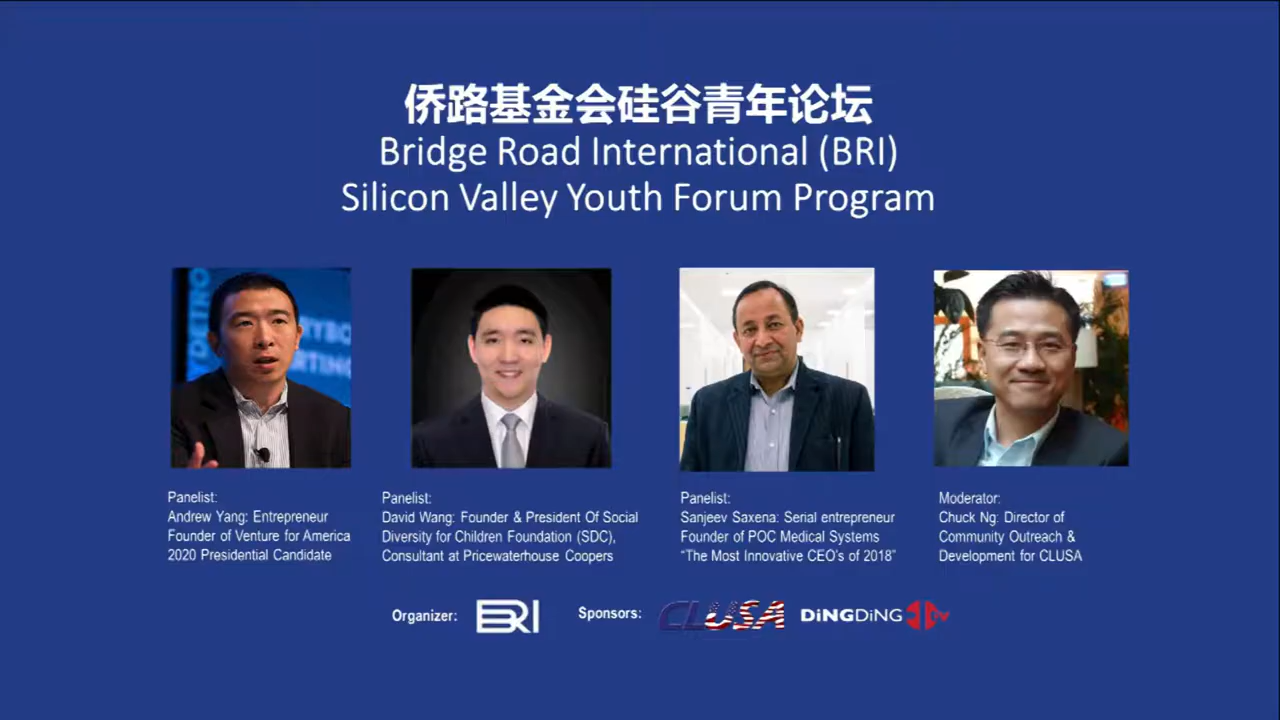 侨路基金会硅谷青年论坛
Bridge Road International (BRI)
Silicon Valley Youth Forum Program
YDETRO
TYBO
ARTING
Panelist:
Andrew Yang: Entrepreneur
Founder of Venture for America
2020 Presidential Candidate
Panelist:
David Wang: Founder & President Of Social
Diversity for Children Foundation (SDC),
Consultant at Pricewaterhouse Coopers
Panelist:
Sanjeev Saxena: Serial entrepreneur
Founder of POC Medical Systems
“The Most Innovative CEO’s of 2018”
Moderator:
Chuck Ng: Director of
Community Outreach &
Development for CLUSA
Organizer: BRI Sponsors: CLUSA DiNGDiNG TV